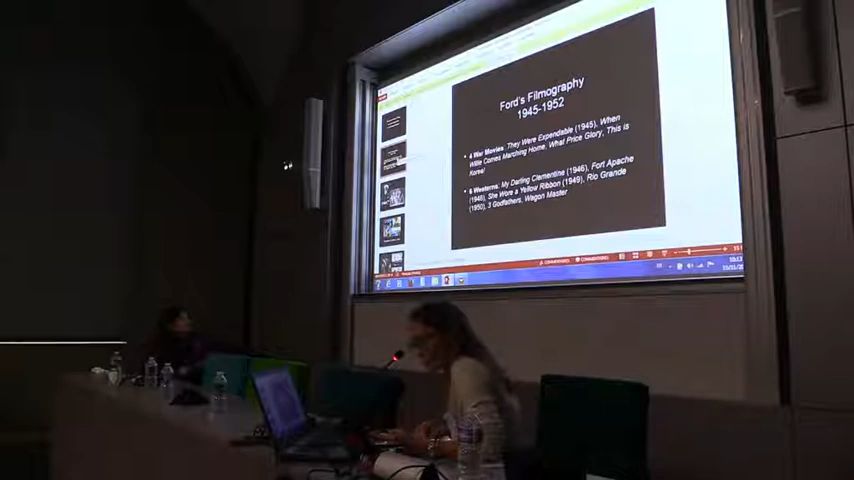 Ford's Filmography
1945-1952
• 4 War Movies: They Were Expendable (1945), When
Willie Comes Marching Home, What Price Glory, This is
Korea!
• 6 Westerns: My Darling Clementine (1946), Fort Apache
(1948), She Wore a Yellow Ribbon (1949), Rio Grande
(1950), 3 Godfathers, Wagon Master